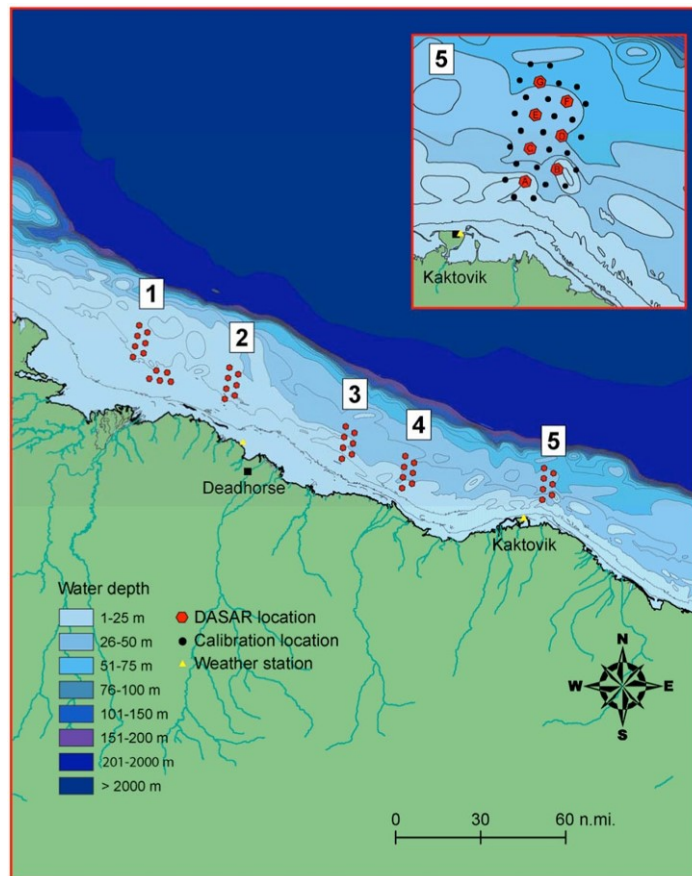 5
G
F
E
D
C
B
A
Kaktovik
1
2
3
4
5
Deadhorse
Kaktovik
Water depth
1-25 m
26-50 m
51-75 m
76-100 m
101-150 m
151-200 m
201-2000 m
> 2000 m
DASAR location
Calibration location
Weather station
N
W E
S
0 30 60 n.mi.